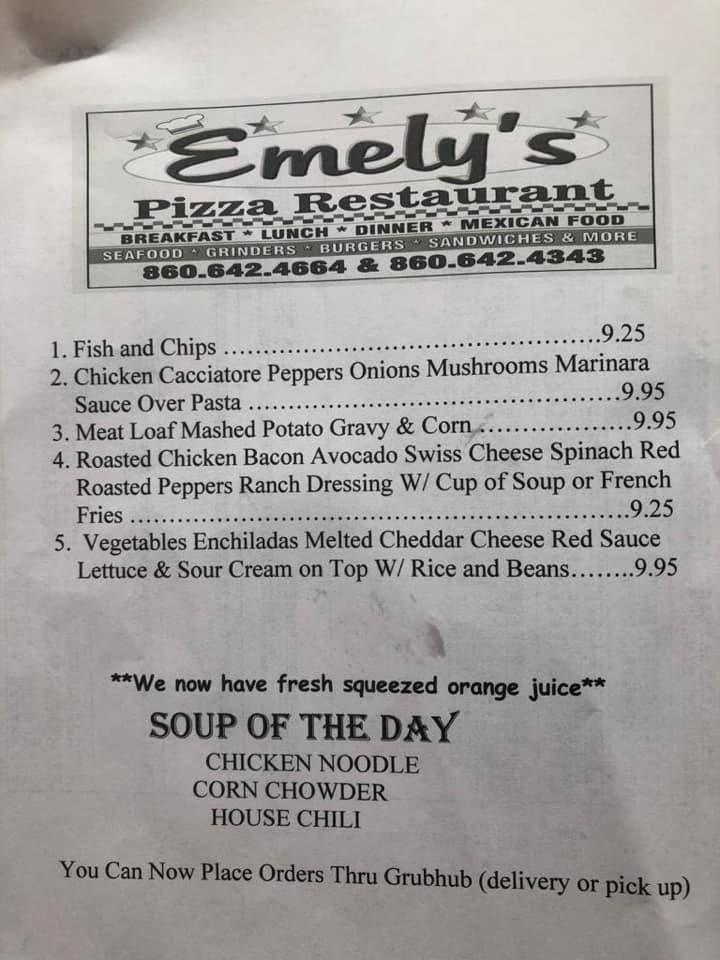 Emely's
Pizza Restaurant
BREAKFAST * LUNCH * DINNER * MEXICAN FOOD
SEAFOOD * GRINDERS * BURGERS * SANDWICHES & MORE
860.642.4664 & 860.642.4343
1. Fish and Chips ................................................9.25
2. Chicken Cacciatore Peppers Onions Mushrooms Marinara
Sauce Over Pasta ...............................................9.95
3. Meat Loaf Mashed Potato Gravy & Corn ...................9.95
4. Roasted Chicken Bacon Avocado Swiss Cheese Spinach Red
Roasted Peppers Ranch Dressing W/ Cup of Soup or French
Fries ................................................................9.25
5. Vegetables Enchiladas Melted Cheddar Cheese Red Sauce
Lettuce & Sour Cream on Top W/ Rice and Beans........9.95
**We now have fresh squeezed orange juice**
SOUP OF THE DAY
CHICKEN NOODLE
CORN CHOWDER
HOUSE CHILI
You Can Now Place Orders Thru Grubhub (delivery or pick up)